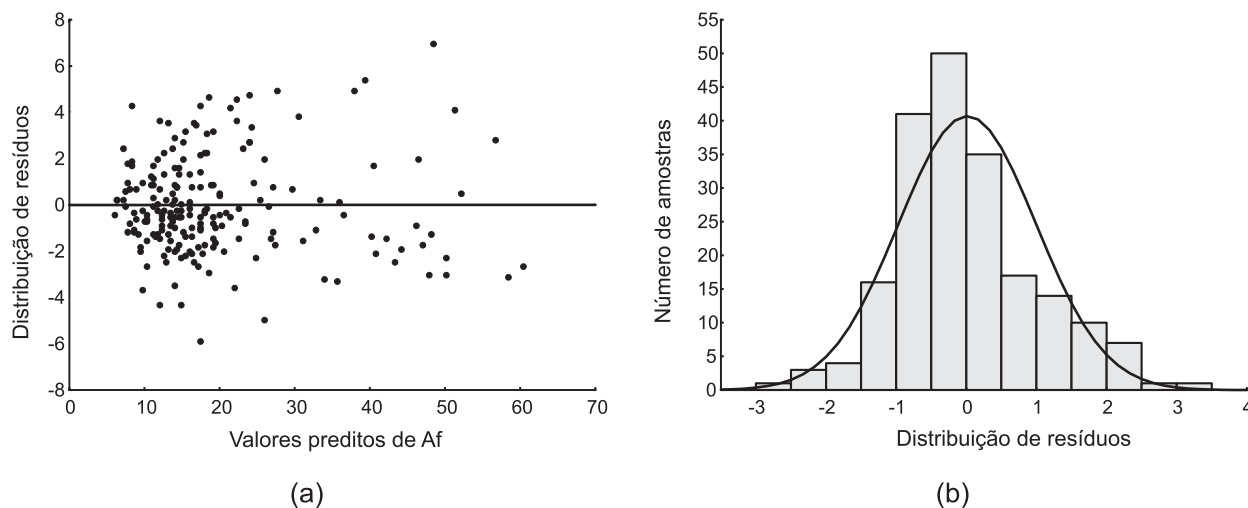 8
6
4
2
0
-2
-4
-6
-8
Distribuição de resíduos
0 10 20 30 40 50 60 70
Valores preditos de Af
(a)
55
50
45
40
35
30
25
20
15
10
5
0
Número de amostras
-3 -2 -1 0 1 2 3 4
Distribuição de resíduos
(b)